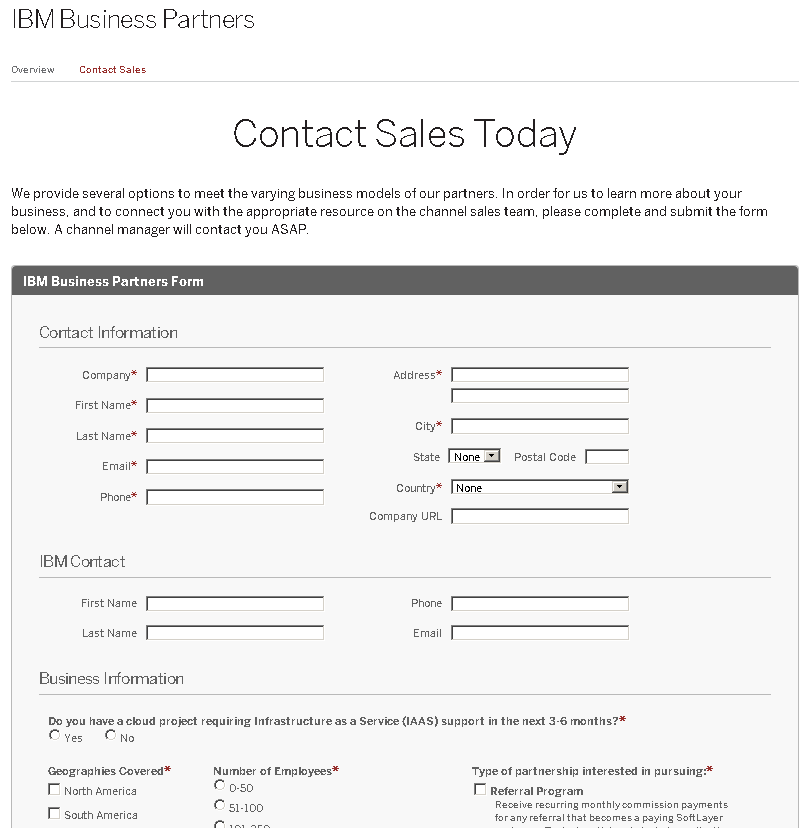 IBM Business Partners
Overview Contact Sales
Contact Sales Today
We provide several options to meet the varying business models of our partners. In order for us to learn more about your
business, and to connect you with the appropriate resource on the channel sales team, please complete and submit the form
below. A channel manager will contact you ASAP.
IBM Business Partners Form
Contact Information
Company*
First Name*
Last Name*
Email*
Phone*
Address*
City*
State None Postal Code
Country* None
Company URL
IBM Contact
First Name
Last Name
Phone
Email
Business Information
Do you have a cloud project requiring Infrastructure as a Service (IAAS) support in the next 3-6 months?*
Yes No
Geographies Covered*
North America
South America
Number of Employees*
0-50
51-100
101-250
Type of partnership interested in pursuing:*
Referral Program
Receive recurring monthly commission payments
for any referral that becomes a paying SoftLayer